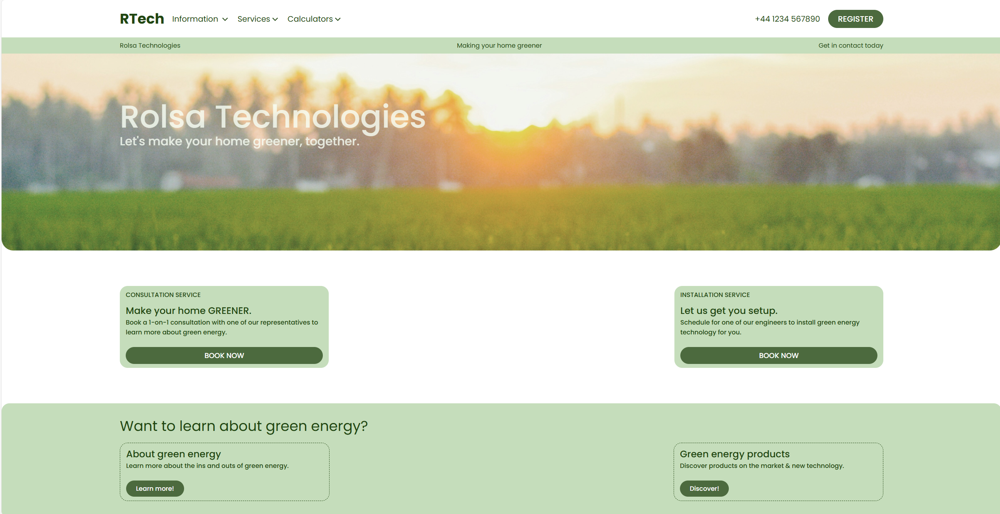 RTech Information Services Calculators +44 1234 567890 REGISTER
Rolsa Technologies Making your home greener Get in contact today
Rolsa Technologies
Let's make your home greener, together.
CONSULTATION SERVICE
Make your home GREENER.
Book a 1-on-1 consultation with one of our representatives to
learn more about green energy.
BOOK NOW
INSTALLATION SERVICE
Let us get you setup.
Schedule for one of our engineers to install green energy
technology for you.
BOOK NOW
Want to learn about green energy?
About green energy
Learn more about the ins and outs of green energy.
Learn more!
Green energy products
Discover products on the market & new technology.
Discover!